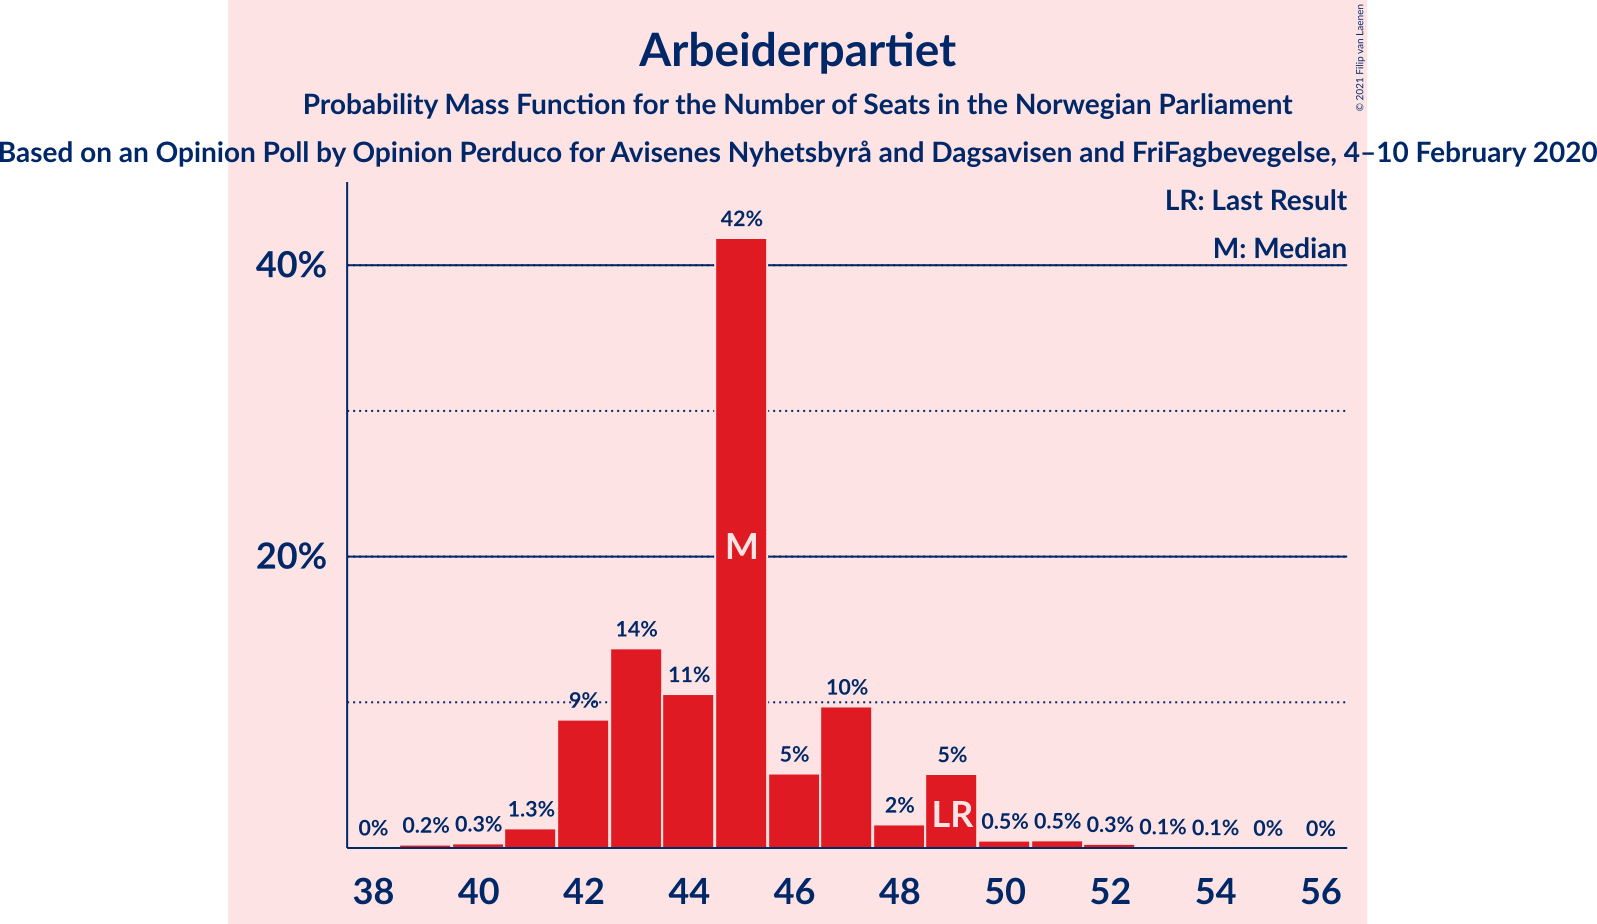 Arbeiderpartiet
Probability Mass Function for the Number of Seats in the Norwegian Parliament
Based on an Opinion Poll by Opinion Perduco for Avisenes Nyhetsbyrå and Dagsavisen and FriFagbevegelse, 4–10 February 2020
© 2021 Filip van Laenen
LR: Last Result
M: Median
40%
20%
0% 0.2% 0.3% 1.3% 9% 14% 11% 42% 5% 10% 2% 5% 0.5% 0.5% 0.3% 0.1% 0.1% 0% 0%
M
LR
38 40 42 44 46 48 50 52 54 56